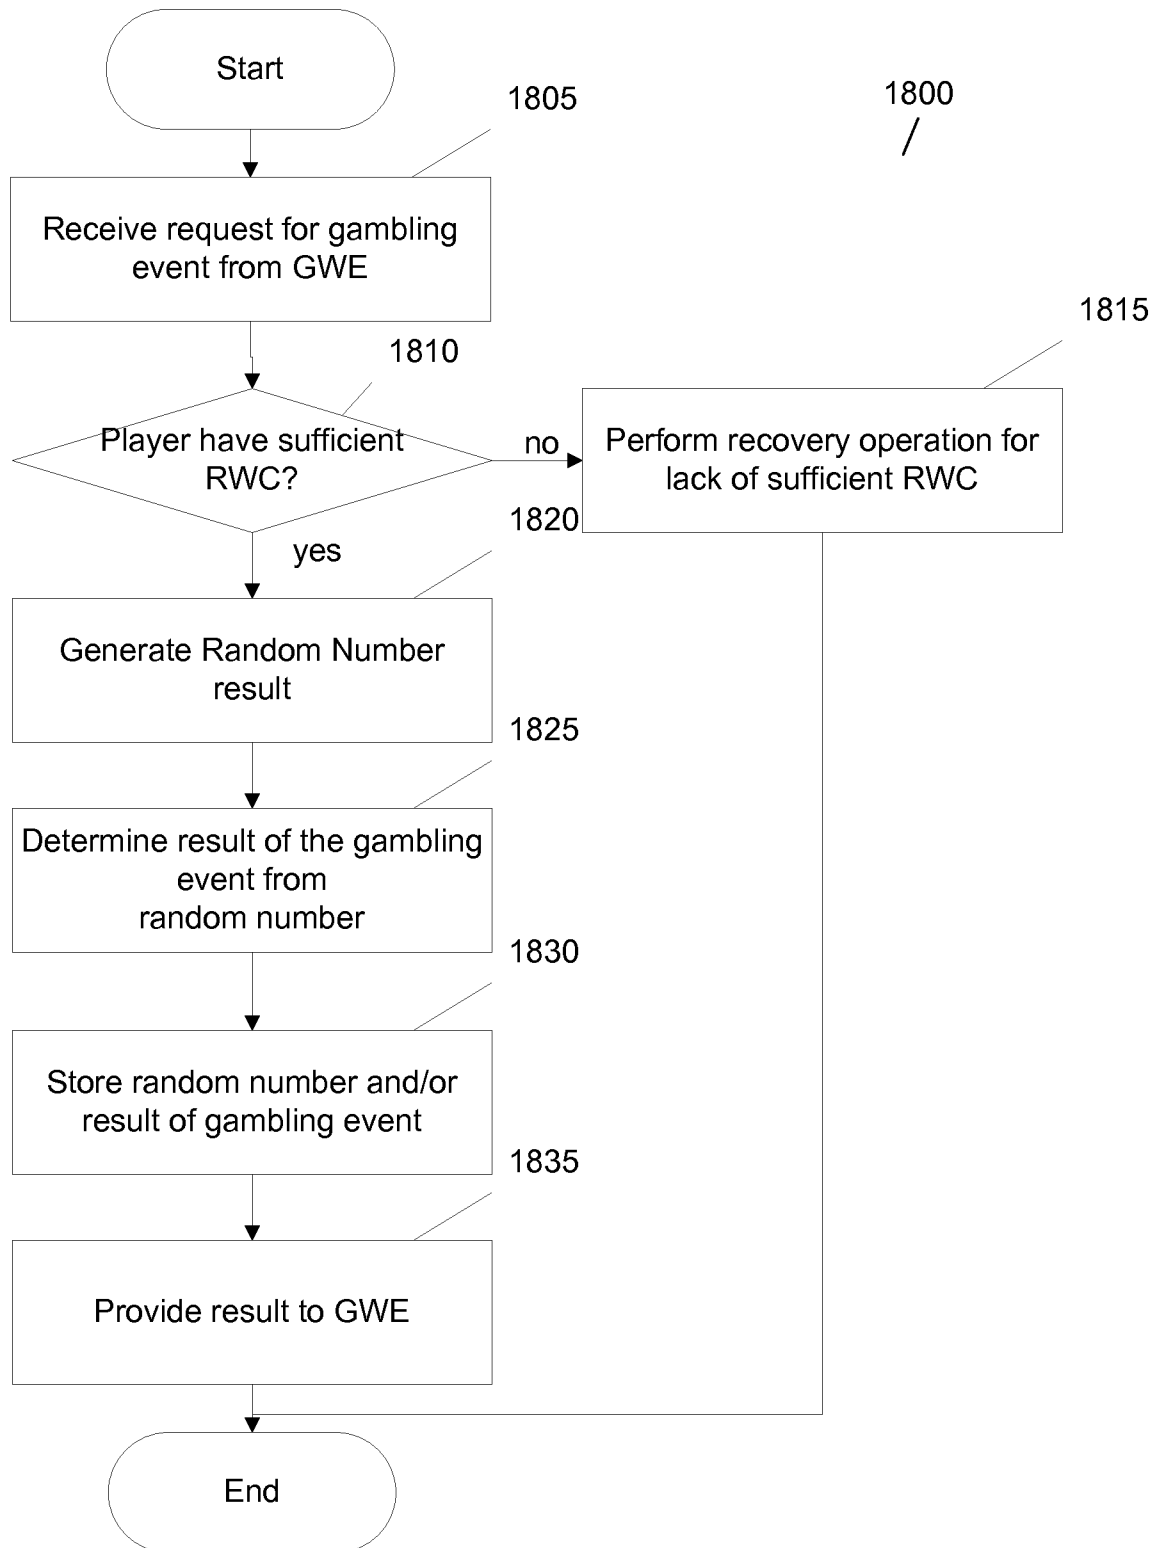 Start
1805
1800
Receive request for gambling
event from GWE
1815
1810
Player have sufficient
RWC?
no
Perform recovery operation for
lack of sufficient RWC
1820
yes
Generate Random Number
result
1825
Determine result of the gambling
event from
random number
1830
Store random number and/or
result of gambling event
1835
Provide result to GWE
End